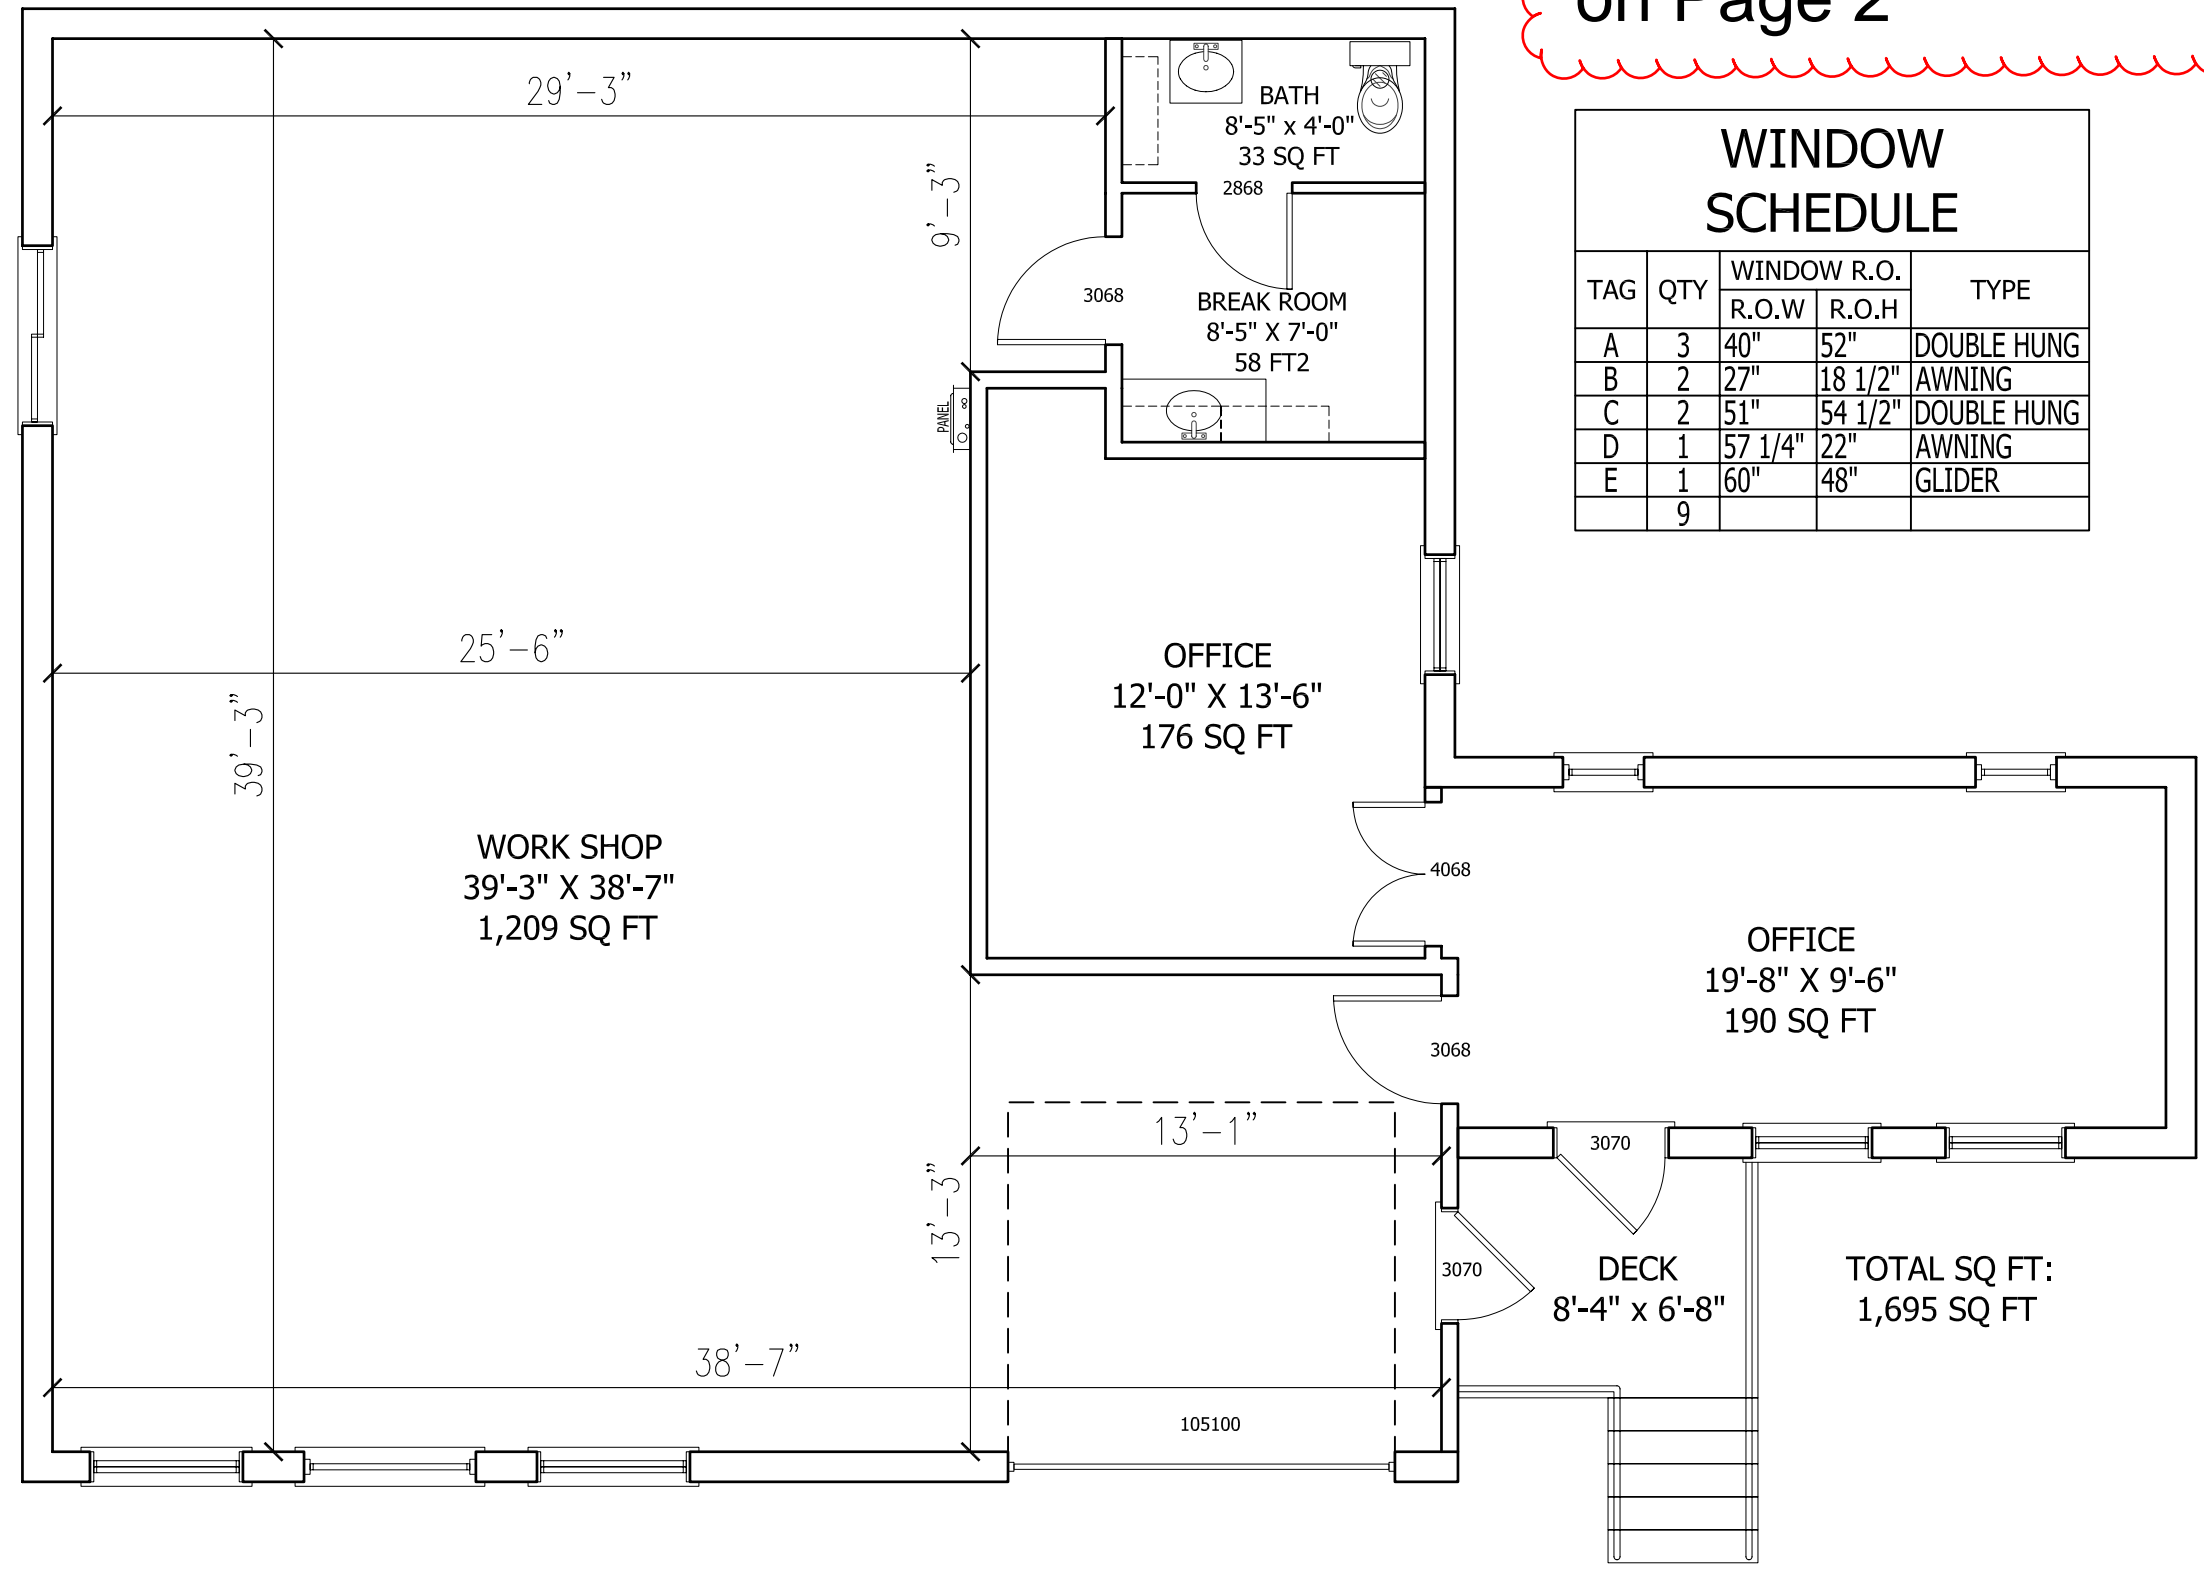 on Page 2
29'-3"
BATH
8'-5" x 4'-0"
33 SQ FT
2868
9'-3"
3068
BREAK ROOM
8'-5" X 7'-0"
58 FT2
PANEL
WINDOW
SCHEDULE
TAG QTY WINDOW R.O. TYPE
R.O.W R.O.H
A 3 40" 52" DOUBLE HUNG
B 2 27" 18 1/2" AWNING
C 2 51" 54 1/2" DOUBLE HUNG
D 1 57 1/4" 22" AWNING
E 1 60" 48" GLIDER
9
25'-6"
39'-3"
OFFICE
12'-0" X 13'-6"
176 SQ FT
WORK SHOP
39'-3" X 38'-7"
1,209 SQ FT
4068
OFFICE
19'-8" X 9'-6"
190 SQ FT
3068
13'-1"
13'-3"
3070
3070
DECK
8'-4" x 6'-8"
TOTAL SQ FT:
1,695 SQ FT
38'-7"
105100